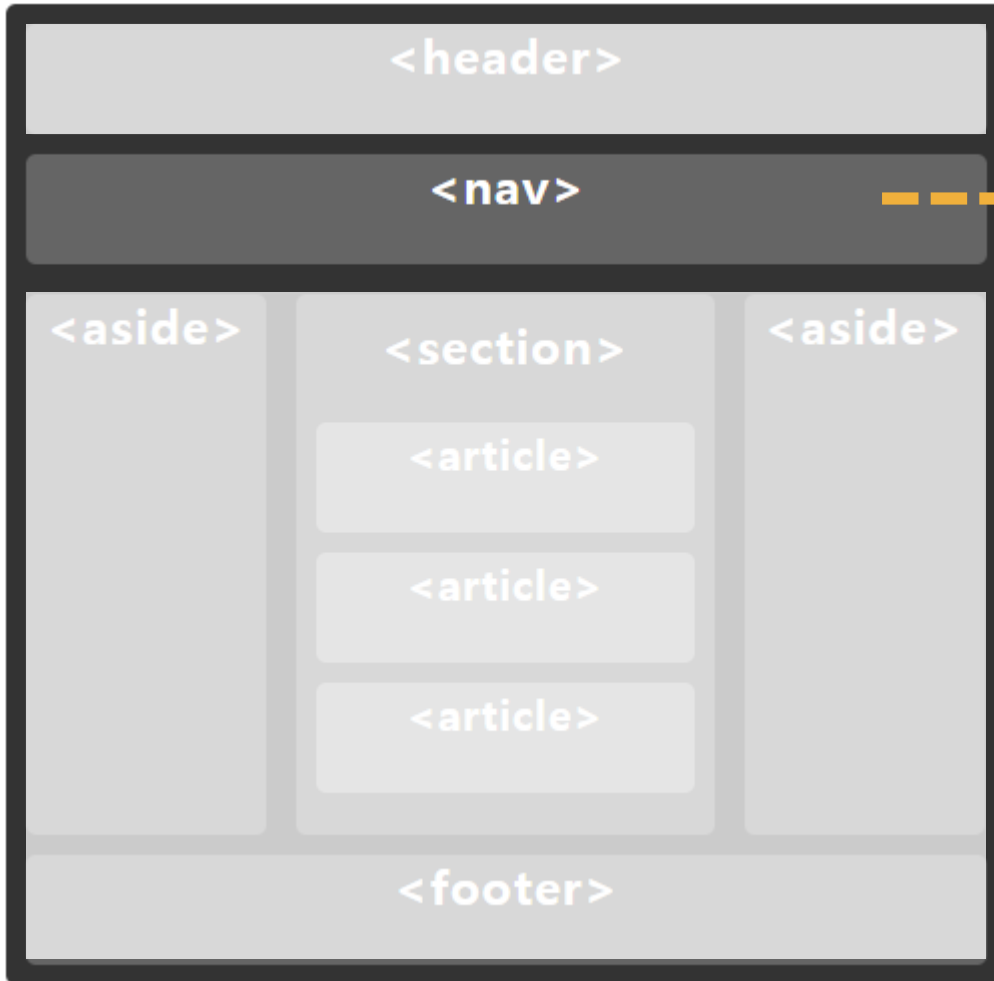 <header>
<nav>
<aside>
<section>
<aside>
<article>
<article>
<article>
<footer>